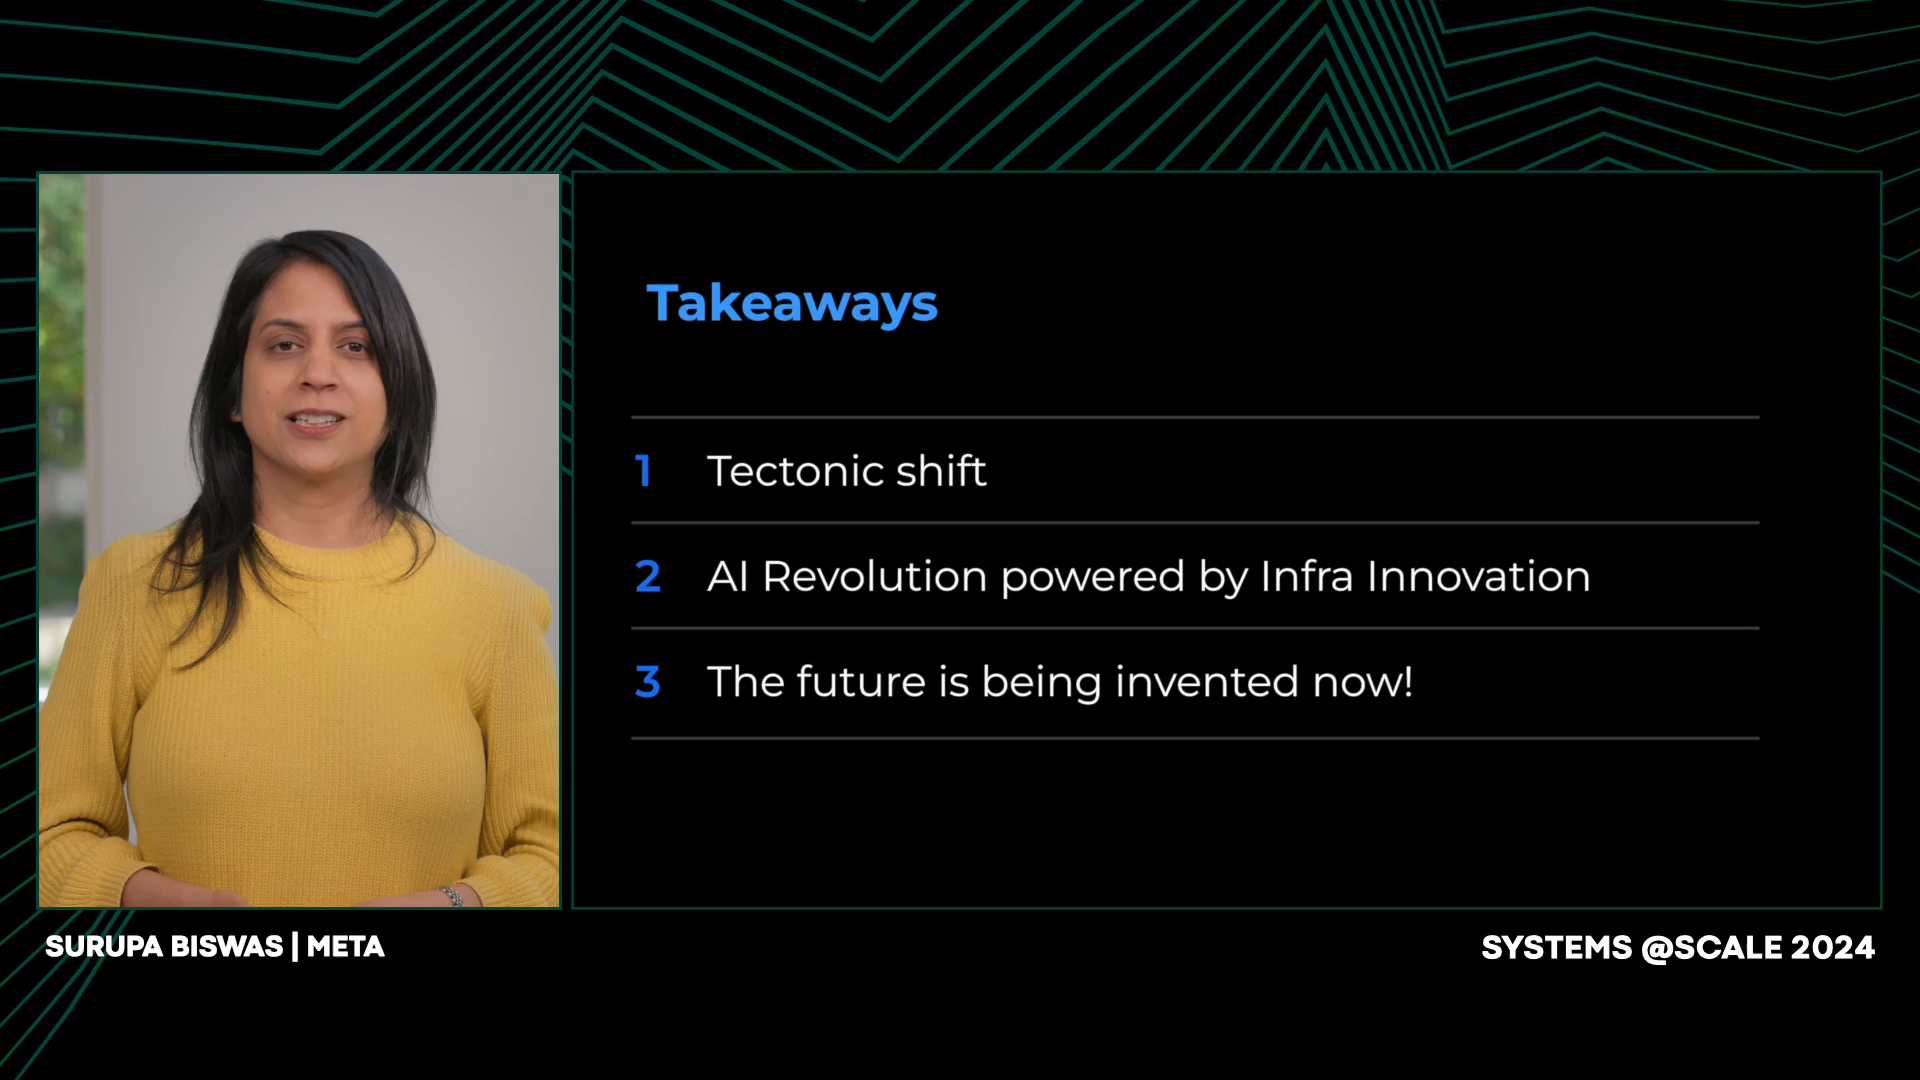 Takeaways
1 Tectonic shift
2 AI Revolution powered by Infra Innovation
3 The future is being invented now!
SURUPA BISWAS | META
SYSTEMS @SCALE 2024